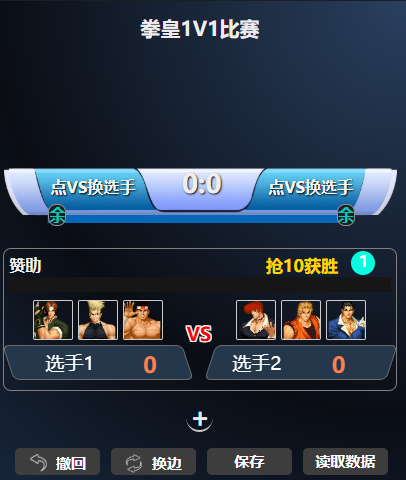 拳皇1V1比赛
点VS换选手 0:0 点VS换选手
余 余
赞助 抢10获胜 1
VS
选手1 0 选手2 0
+
撤回 换边 保存 读取数据